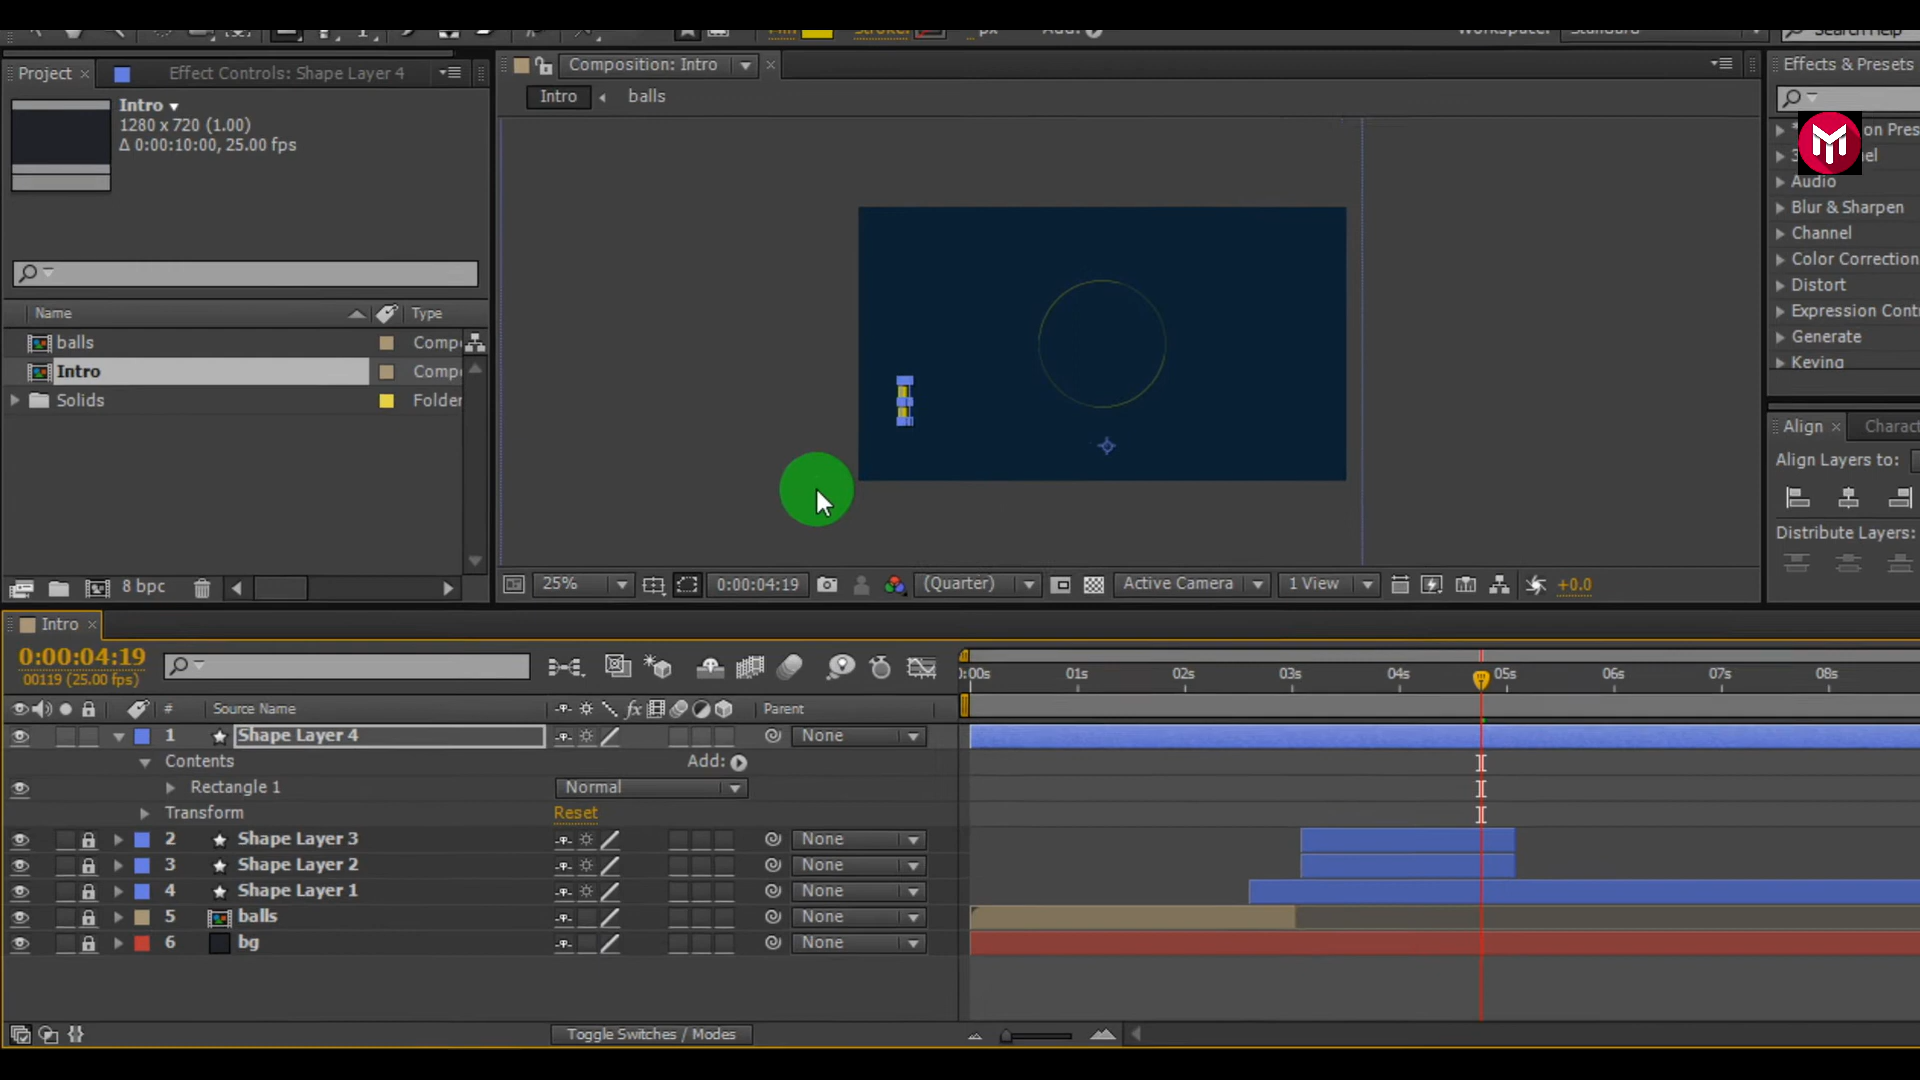 Fill Stroke: px Add: Workspace: Standard Search Help
Project × Effect Controls: Shape Layer 4
Composition: Intro ×
Effects & Presets
Intro
1280 x 720 (1.00)
Δ 0:00:10:00, 25.00 fps
Intro balls
on Pres
Audio
Blur & Sharpen
Channel
Color Correction
Distort
Expression Cont
Generate
Keying
Name Type
balls Comp
Intro Comp
Solids Folder
Align × Charac
Align Layers to:
Distribute Layers:
8 bpc
25% 0:00:04:19 (Quarter) Active Camera 1 View +0.0
Intro ×
0:00:04:19
00119 (25.00 fps)
:00s 01s 02s 03s 04s 05s 06s 07s 08s
# Source Name fx Parent
1 Shape Layer 4 None
Contents Add:
Rectangle 1 Normal
Transform Reset
2 Shape Layer 3 None
3 Shape Layer 2 None
4 Shape Layer 1 None
5 balls None
6 bg None
Toggle Switches / Modes